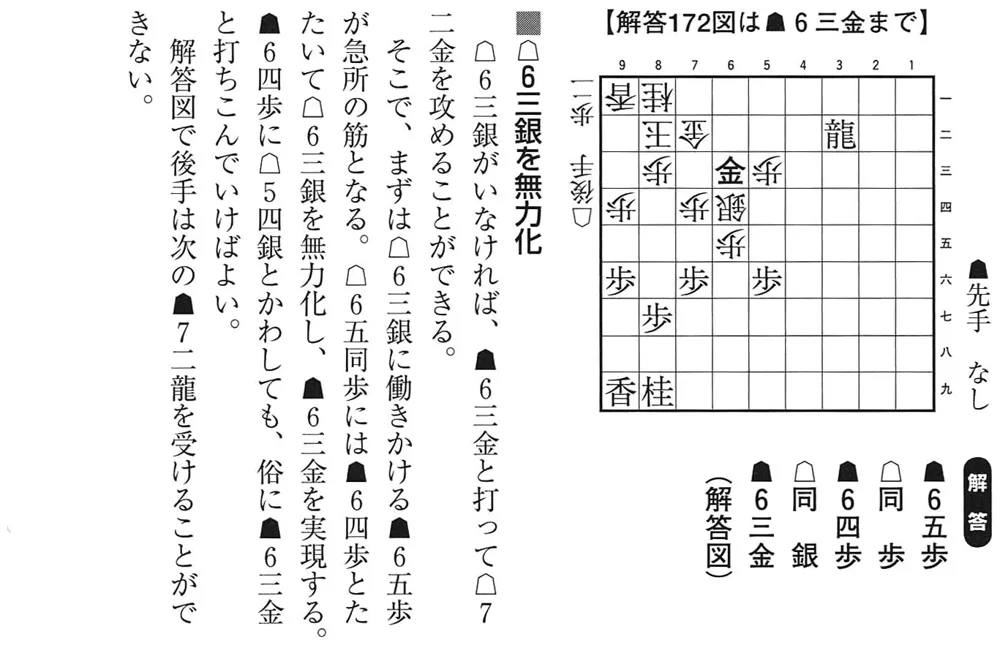 【解答172図は☗6三金まで】
9 8 7 6 5 4 3 2 1
香 桂 一
王 金 龍 二
歩 金 歩 三
歩 歩 銀 四
歩 五
歩 歩 歩 六
歩 七
八
香 桂 九
☗先手 なし
☖後手 歩二
解答
☗6五歩
☖同 歩
☗6四歩
☖同 銀
☗6三金
(解答図)
☖6三銀を無力化
☖6三銀がいなければ、☗6三金と打って☖7
二金を攻めることができる。
そこで、まずは☖6三銀に働きかける☗6五歩
が急所の筋となる。☖6五同歩には☗6四歩とた
たいて☖6三銀を無力化し、☗6三金を実現する。
☗6四歩に☖5四銀とかわしても、俗に☗6三金
と打ちこんでいけばよい。
解答図で後手は次の☗7二龍を受けることがで
きない。